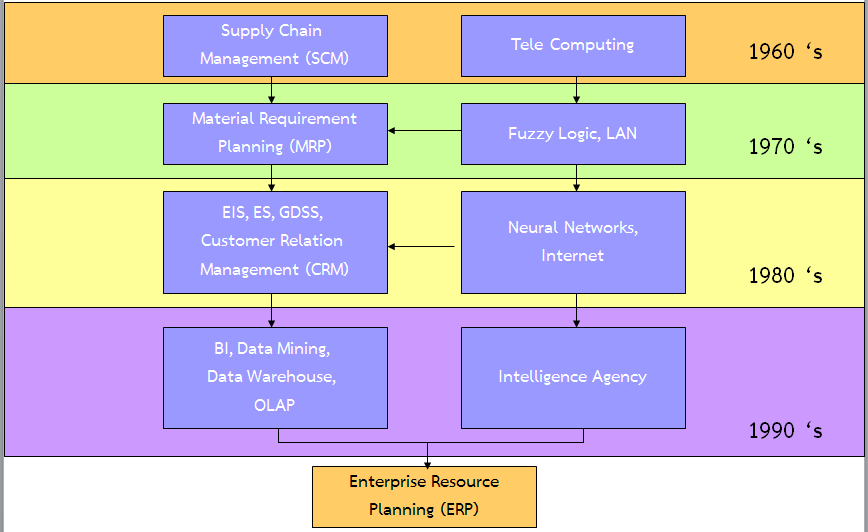 Supply Chain
Management (SCM)
Tele Computing
1960 ‘s
Material Requirement
Planning (MRP)
Fuzzy Logic, LAN
1970 ‘s
EIS, ES, GDSS,
Customer Relation
Management (CRM)
Neural Networks,
Internet
1980 ‘s
BI, Data Mining,
Data Warehouse,
OLAP
Intelligence Agency
1990 ‘s
Enterprise Resource
Planning (ERP)